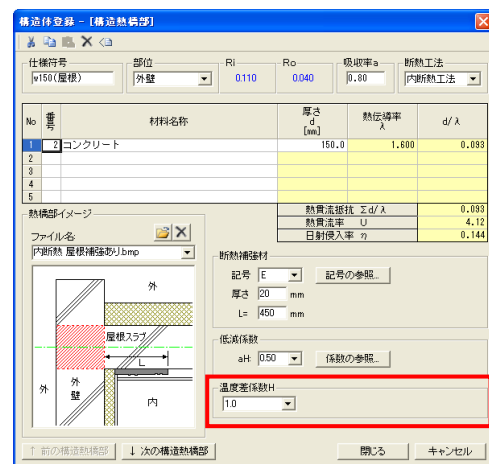 構造体登録 - [構造熱橋部]
仕様符号 部位 Ri Ro 吸収率a 断熱工法
w150(屋根) 外壁 0.110 0.040 0.80 内断熱工法
No 番号 材料名称 厚さ d [mm] 熱伝導率 λ d/λ
1 2 コンクリート 150.0 1.600 0.093
2
3
4
5
熱貫流抵抗 Σd/λ 0.093
熱貫流率 U 4.12
日射侵入率 η 0.144
熱橋部イメージ
ファイル名:
内断熱 屋根補強あり.bmp
外
屋根スラブ
L
外
外壁
内
断熱補強材
記号 E 記号の参照...
厚さ 20 mm
L= 450 mm
低減係数
aH: 0.50 係数の参照...
温度差係数H
1.0
↑ 前の構造熱橋部 ↓ 次の構造熱橋部 閉じる キャンセル